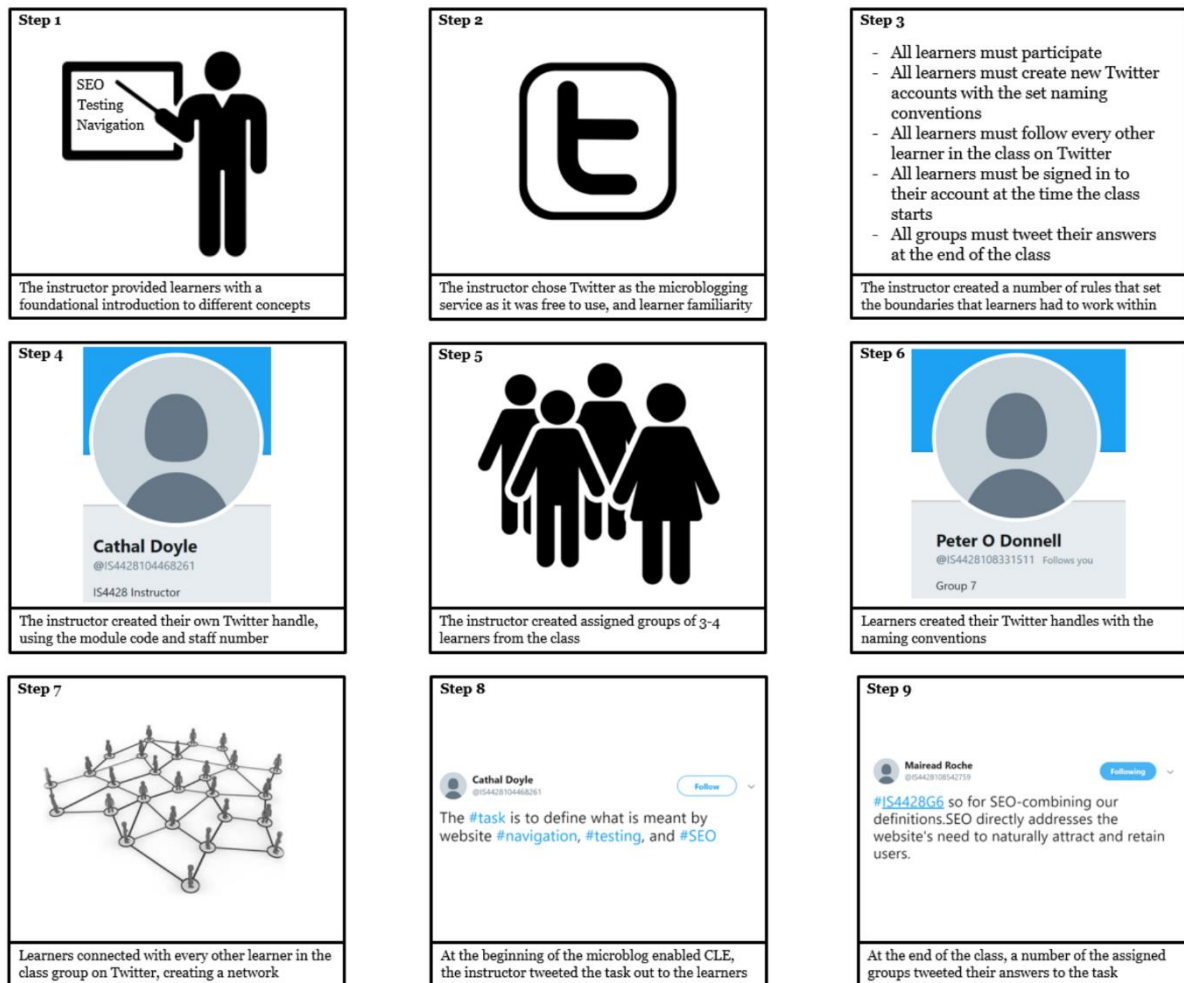 Step 1
SEO
Testing
Navigation
The instructor provided learners with a
foundational introduction to different concepts
Step 2
The instructor chose Twitter as the microblogging
service as it was free to use, and learner familiarity
Step 3
- All learners must participate
- All learners must create new Twitter
accounts with the set naming
conventions
- All learners must follow every other
learner in the class on Twitter
- All learners must be signed in to
their account at the time the class
starts
- All groups must tweet their answers
at the end of the class
The instructor created a number of rules that set
the boundaries that learners had to work within
Step 4
Cathal Doyle
@IS4428104468261
IS4428 Instructor
The instructor created their own Twitter handle,
using the module code and staff number
Step 5
The instructor created assigned groups of 3-4
learners from the class
Step 6
Peter O Donnell
@IS4428108331511 Follows you
Group 7
Learners created their Twitter handles with the
naming conventions
Step 7
Learners connected with every other learner in the
class group on Twitter, creating a network
Step 8
Cathal Doyle
@IS4428104468261
Follow
The #task is to define what is meant by
website #navigation, #testing, and #SEO
At the beginning of the microblog enabled CLE,
the instructor tweeted the task out to the learners
Step 9
Mairead Roche
@IS4428108542759
Following
#IS4428G6 so for SEO-combining our
definitions.SEO directly addresses the
website's need to naturally attract and retain
users.
At the end of the class, a number of the assigned
groups tweeted their answers to the task